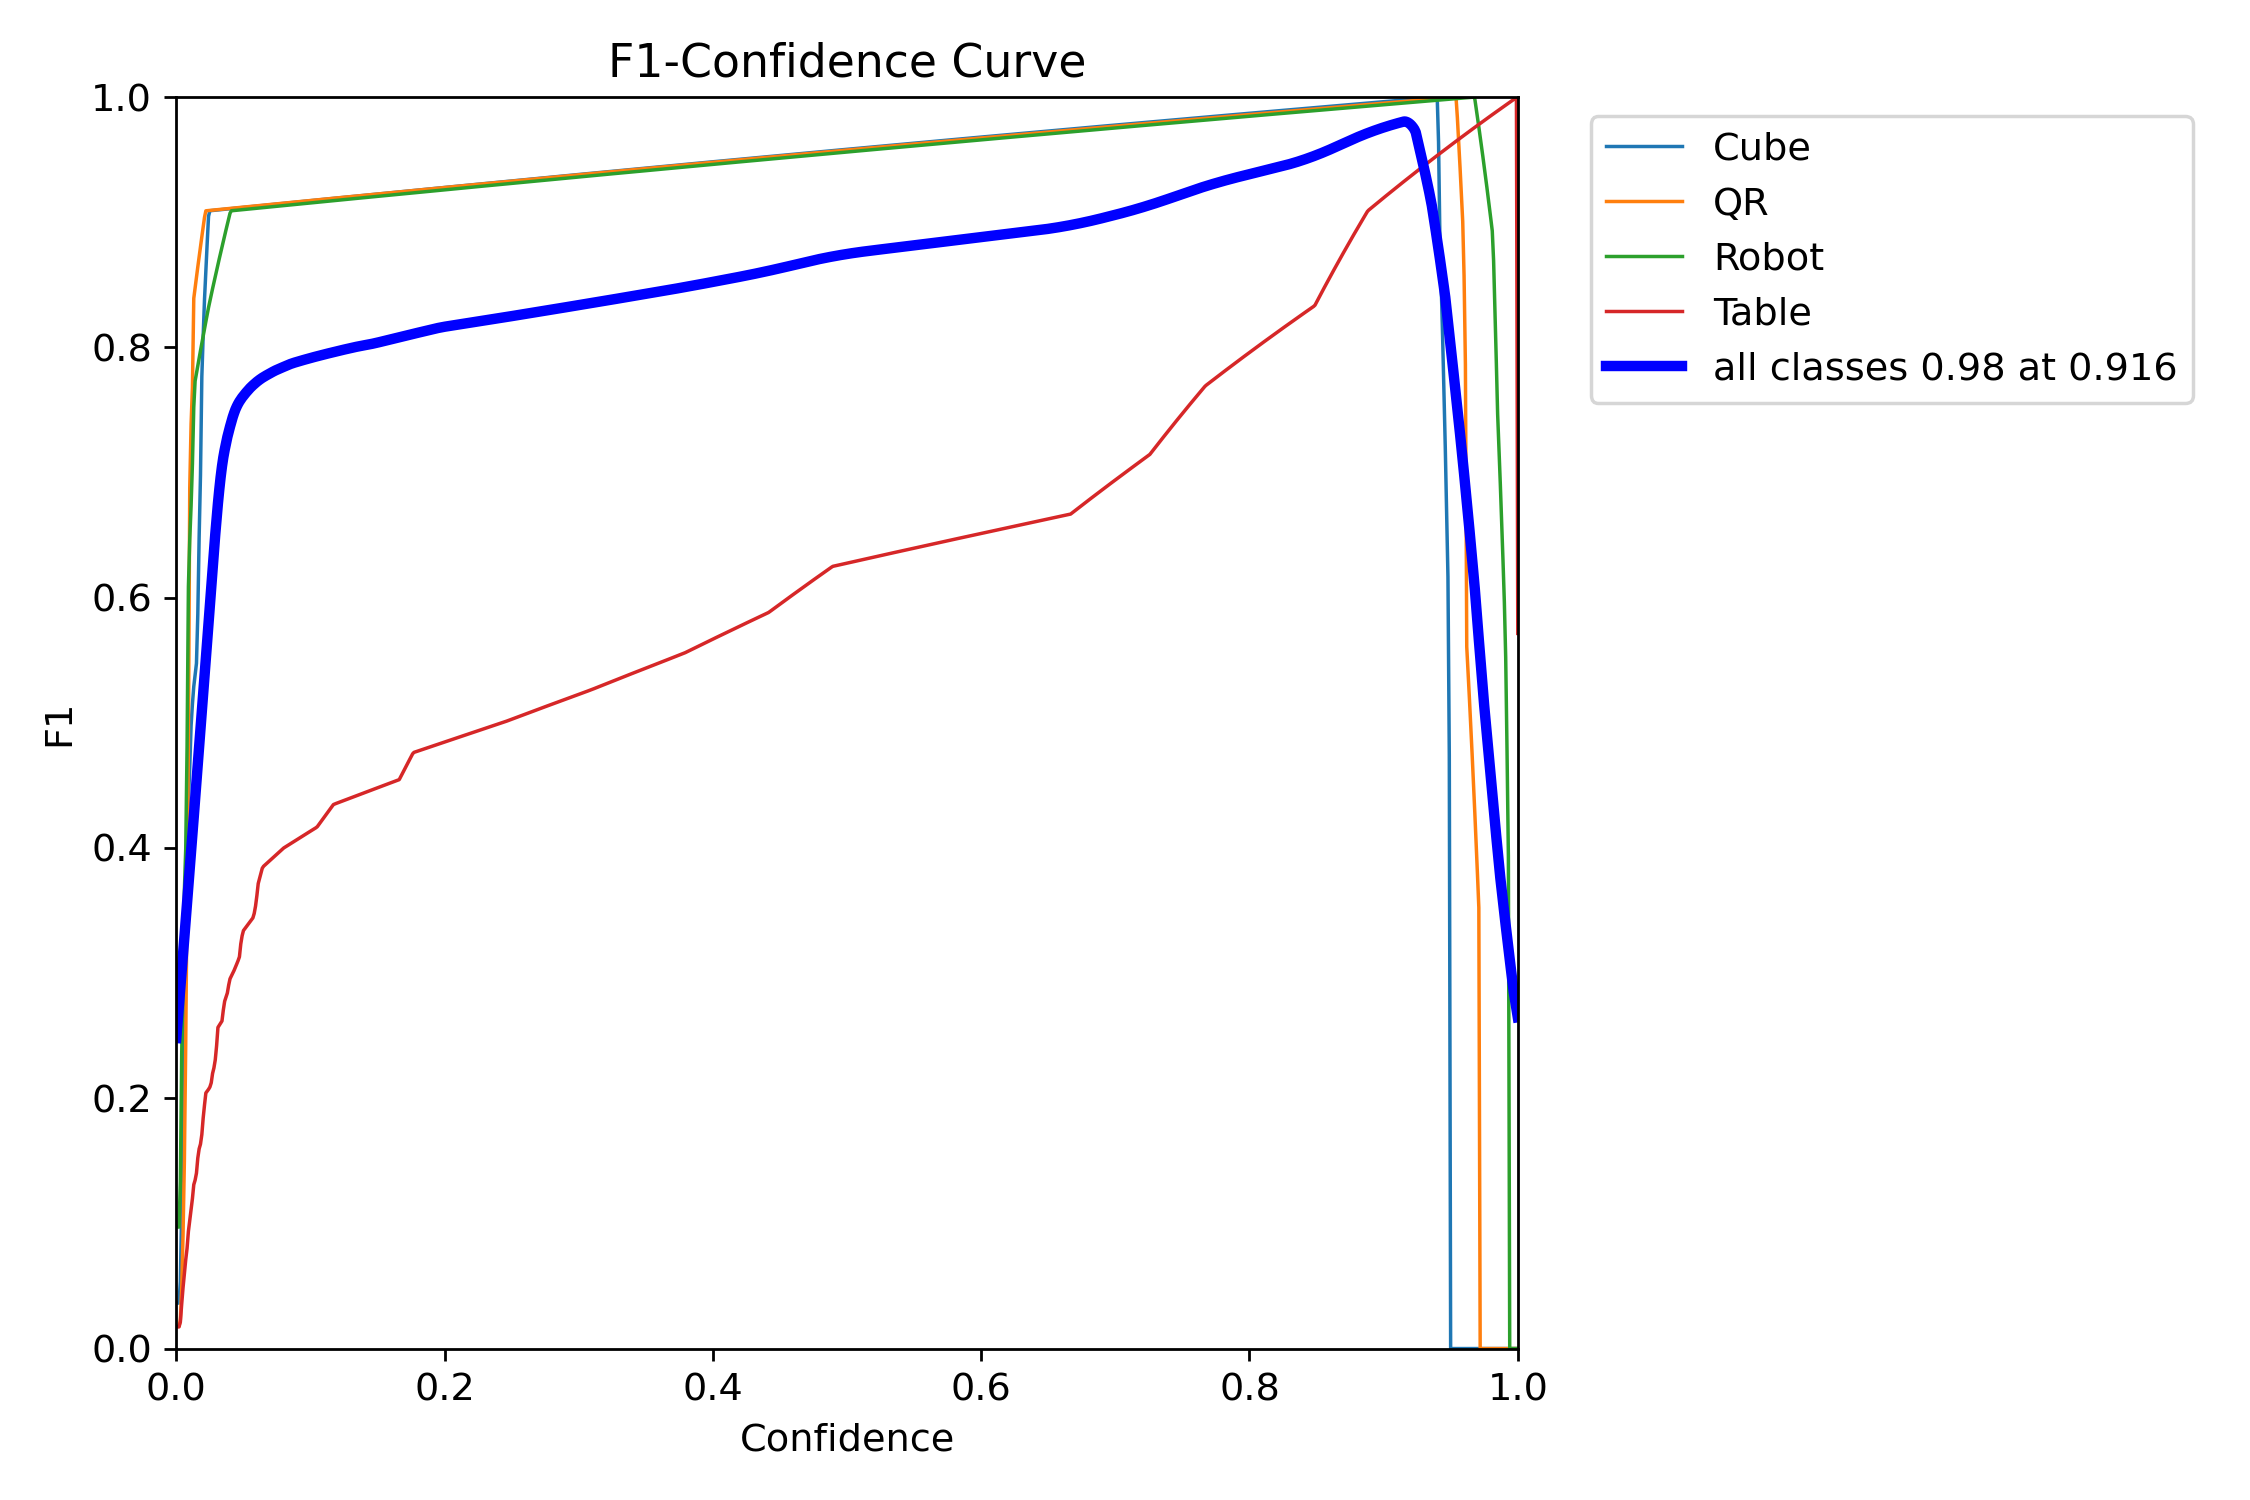 F1-Confidence Curve
1.0
0.8
0.6
0.4
0.2
0.0
F1
0.0 0.2 0.4 0.6 0.8 1.0
Confidence
Cube
QR
Robot
Table
all classes 0.98 at 0.916